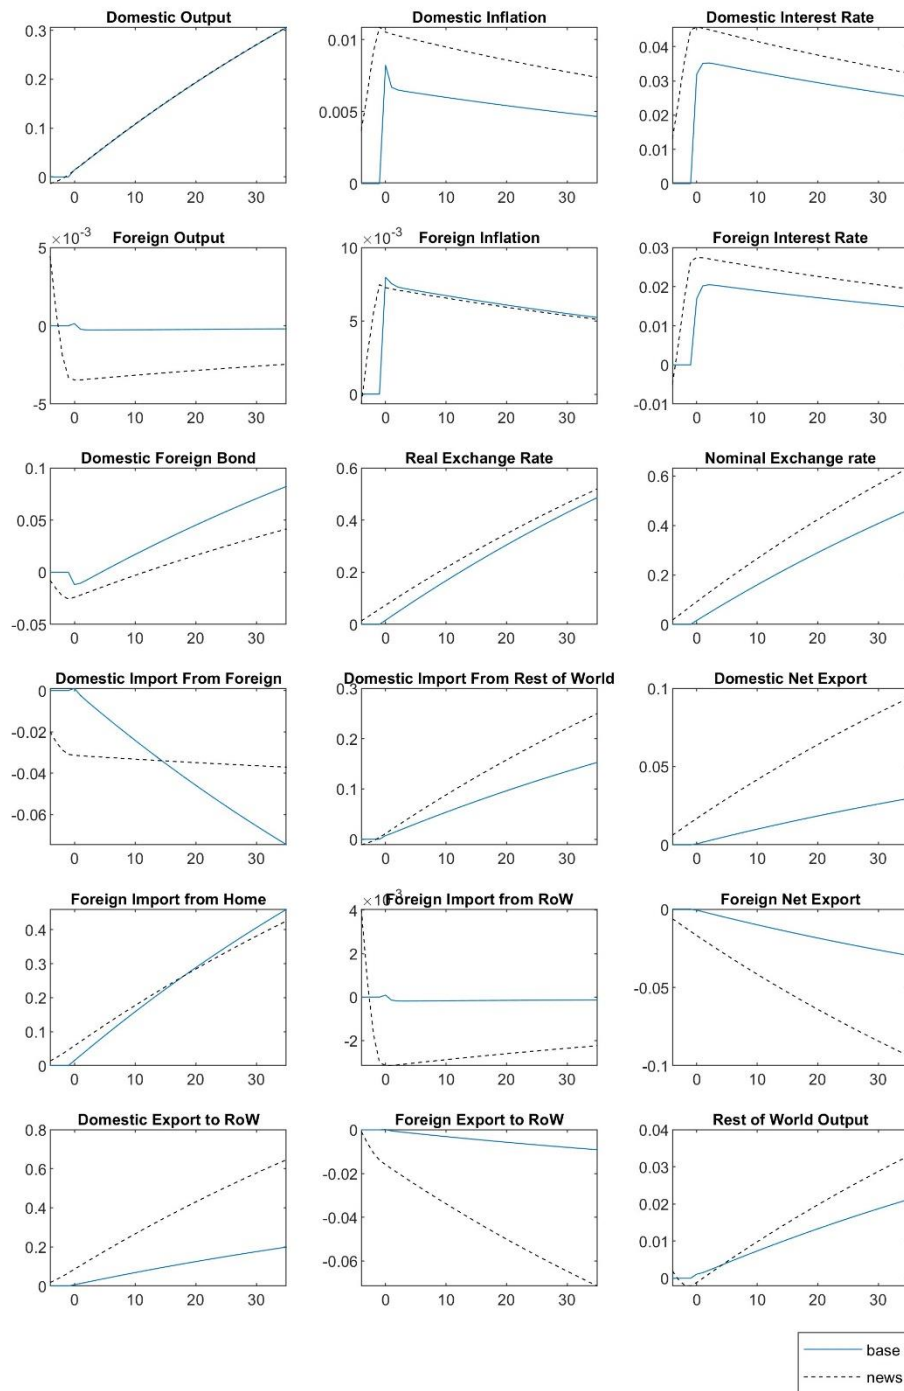 Domestic Output
Domestic Inflation
Domestic Interest Rate
0.3
0.2
0.1
0
0 10 20 30
0.01
0.005
0
0 10 20 30
0.04
0.03
0.02
0.01
0
0 10 20 30
Foreign Output
Foreign Inflation
Foreign Interest Rate
×10-3
5
0
-5
0 10 20 30
×10-3
10
5
0
0 10 20 30
0.03
0.02
0.01
0
-0.01
0 10 20 30
Domestic Foreign Bond
Real Exchange Rate
Nominal Exchange rate
0.1
0.05
0
-0.05
0 10 20 30
0.6
0.4
0.2
0
0 10 20 30
0.6
0.4
0.2
0
0 10 20 30
Domestic Import From Foreign
Domestic Import From Rest of World
Domestic Net Export
0
-0.02
-0.04
-0.06
0 10 20 30
0.3
0.2
0.1
0
0 10 20 30
0.1
0.05
0
0 10 20 30
Foreign Import from Home
Foreign Import from RoW
Foreign Net Export
0.4
0.3
0.2
0.1
0
0 10 20 30
×10-3
4
2
0
-2
0 10 20 30
0
-0.05
-0.1
0 10 20 30
Domestic Export to RoW
Foreign Export to RoW
Rest of World Output
0.8
0.6
0.4
0.2
0
0 10 20 30
0
-0.02
-0.04
-0.06
0 10 20 30
0.04
0.03
0.02
0.01
0
0 10 20 30
base
news